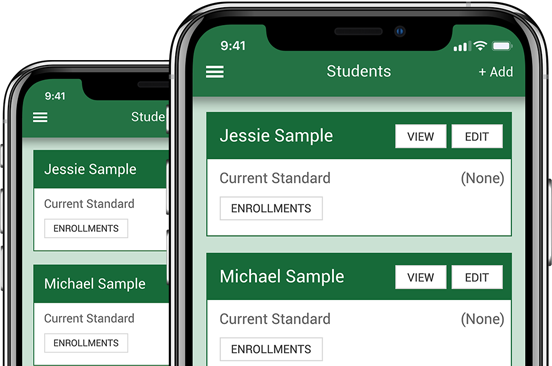 9:41
Stude
Jessie Sample
Current Standard
ENROLLMENTS
Michael Sample
Current Standard
ENROLLMENTS
9:41
Students + Add
Jessie Sample VIEW EDIT
Current Standard (None)
ENROLLMENTS
Michael Sample VIEW EDIT
Current Standard (None)
ENROLLMENTS